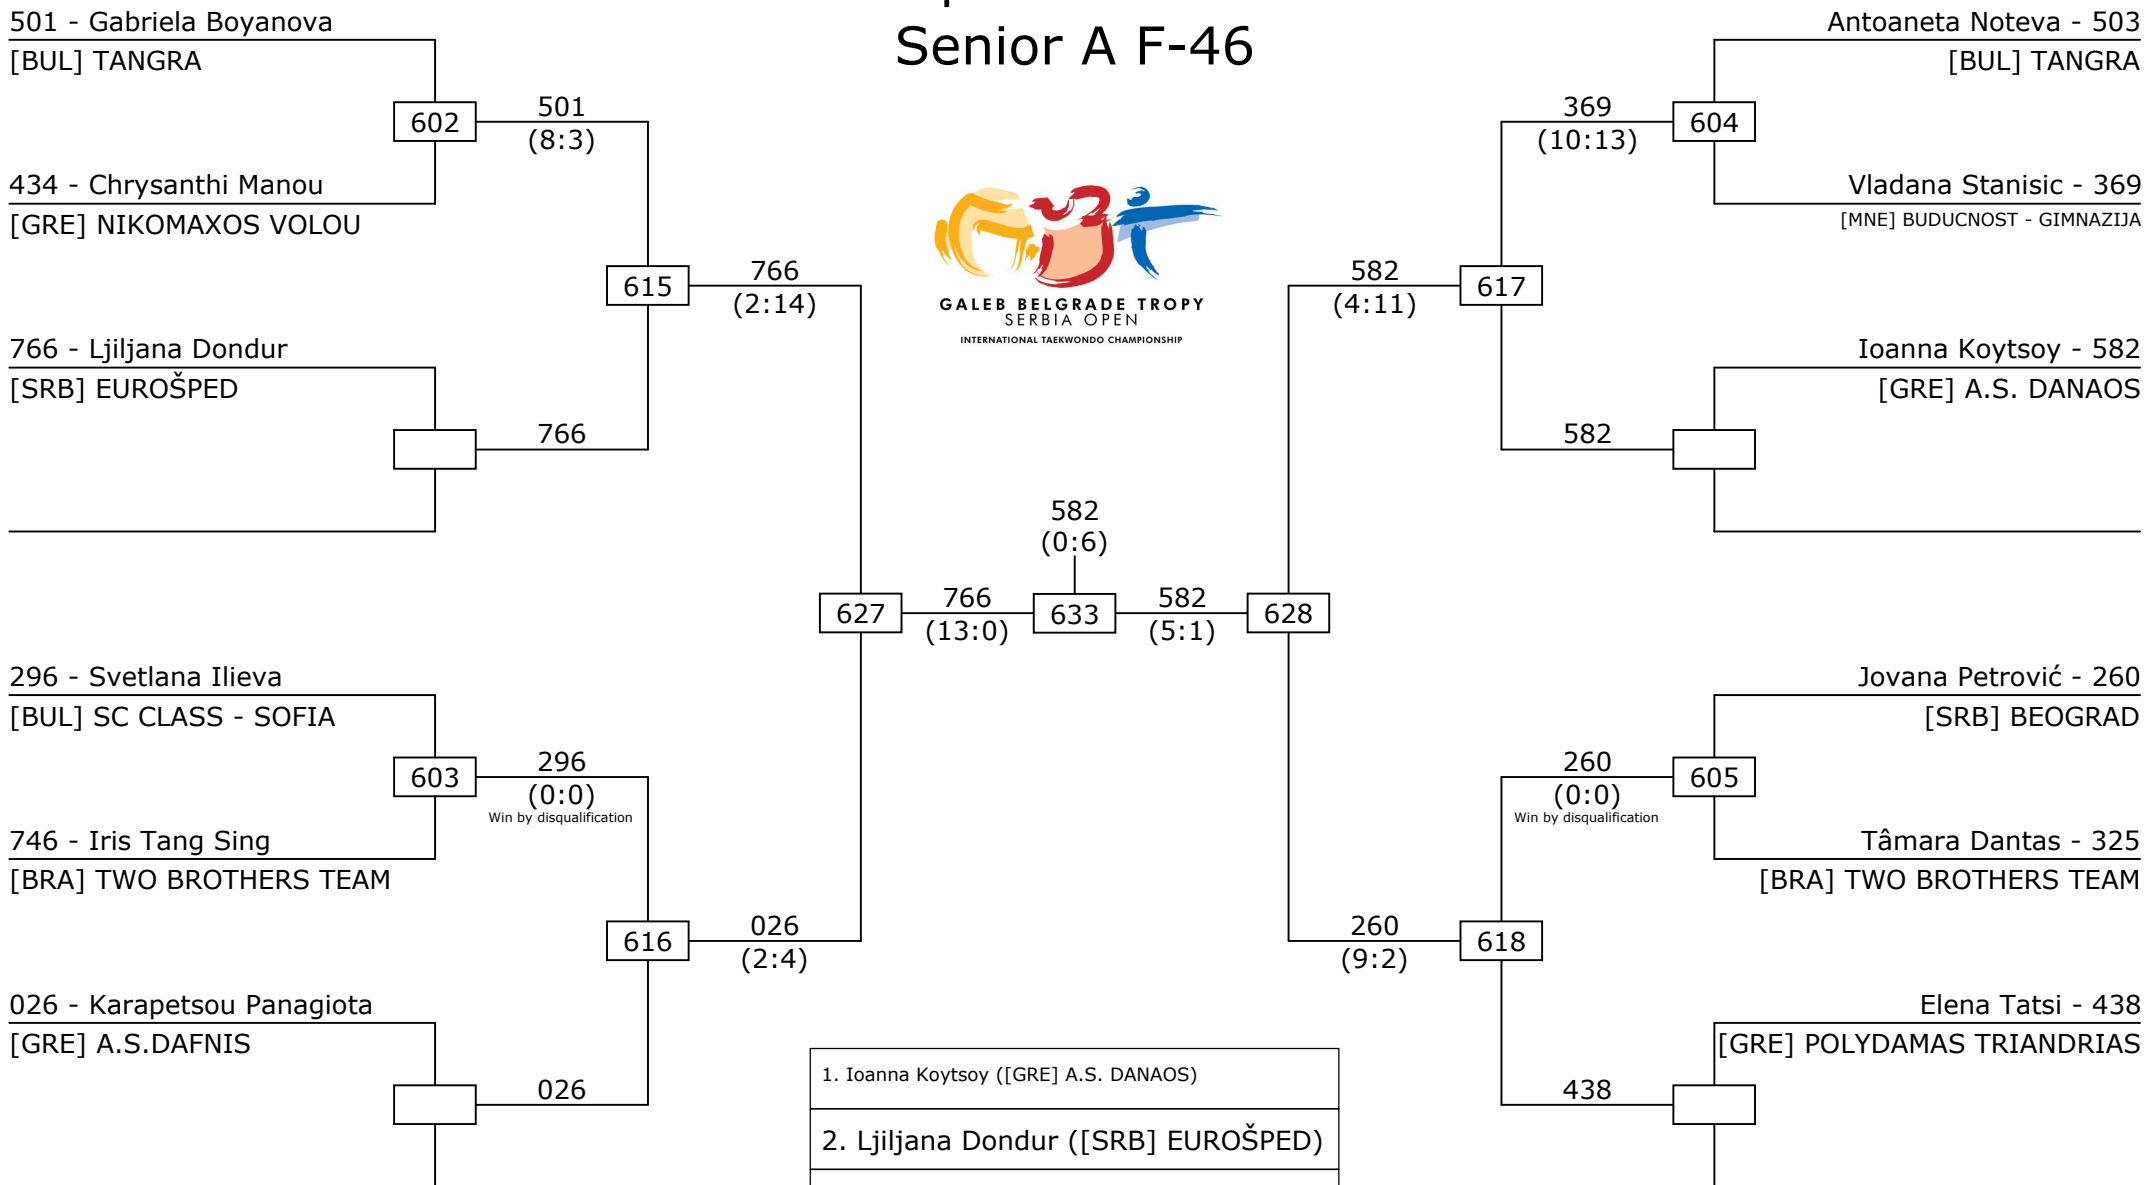 Senior A F-46
501 - Gabriela Boyanova
[BUL] TANGRA
602
501
(8:3)
434 - Chrysanthi Manou
[GRE] NIKOMAXOS VOLOU
615
766
(2:14)
766 - Ljiljana Dondur
[SRB] EUROŠPED
766
296 - Svetlana Ilieva
[BUL] SC CLASS - SOFIA
603
296
(0:0)
Win by disqualification
746 - Iris Tang Sing
[BRA] TWO BROTHERS TEAM
616
026
(2:4)
026 - Karapetsou Panagiota
[GRE] A.S.DAFNIS
026
GALEB BELGRADE TROPY
SERBIA OPEN
INTERNATIONAL TAEKWONDO CHAMPIONSHIP
582
(0:6)
627
766
(13:0)
633
582
(5:1)
628
Antoaneta Noteva - 503
[BUL] TANGRA
369
(10:13)
604
Vladana Stanisic - 369
[MNE] BUDUCNOST - GIMNAZIJA
582
(4:11)
617
Ioanna Koytsoy - 582
[GRE] A.S. DANAOS
582
Jovana Petrović - 260
[SRB] BEOGRAD
260
(0:0)
Win by disqualification
605
Tâmara Dantas - 325
[BRA] TWO BROTHERS TEAM
260
(9:2)
618
Elena Tatsi - 438
[GRE] POLYDAMAS TRIANDRIAS
438
1. Ioanna Koytsoy ([GRE] A.S. DANAOS)
2. Ljiljana Dondur ([SRB] EUROŠPED)